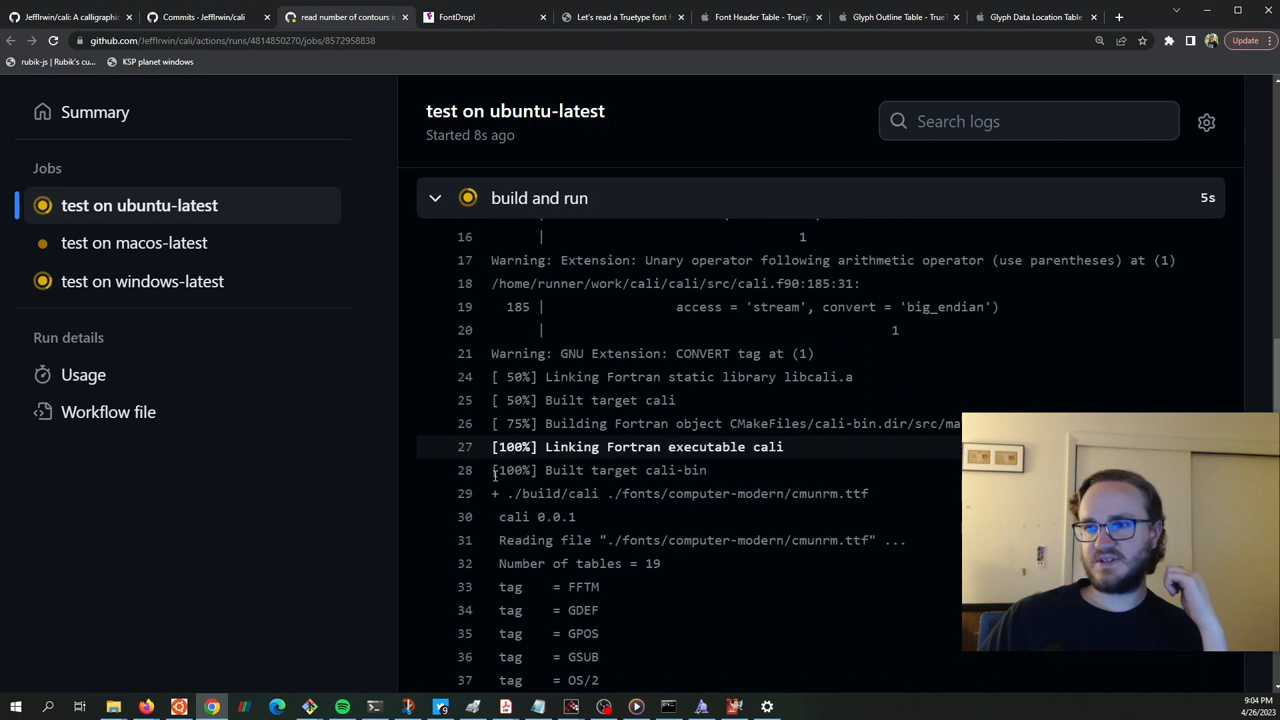 JeffIrwin/cali: A calligraphic
Commits · JeffIrwin/cali
read number of contours in
FontDrop!
Let's read a Truetype font f
Font Header Table - TrueTy
Glyph Outline Table - TrueT
Glyph Data Location Table
github.com/JeffIrwin/cali/actions/runs/4814850270/jobs/8572958838
Update
rubik-js | Rubik's cu...
KSP planet windows
Summary
Jobs
test on ubuntu-latest
test on macos-latest
test on windows-latest
Run details
Usage
Workflow file
test on ubuntu-latest
Started 8s ago
Search logs
build and run
5s
16 | 1
17 Warning: Extension: Unary operator following arithmetic operator (use parentheses) at (1)
18 /home/runner/work/cali/cali/src/cali.f90:185:31:
19 185 | access = 'stream', convert = 'big_endian')
20 | 1
21 Warning: GNU Extension: CONVERT tag at (1)
24 [ 50%] Linking Fortran static library libcali.a
25 [ 50%] Built target cali
26 [ 75%] Building Fortran object CMakeFiles/cali-bin.dir/src/ma
27 [100%] Linking Fortran executable cali
28 [100%] Built target cali-bin
29 + ./build/cali ./fonts/computer-modern/cmunrm.ttf
30 cali 0.0.1
31 Reading file "./fonts/computer-modern/cmunrm.ttf" ...
32 Number of tables = 19
33 tag = FFTM
34 tag = GDEF
35 tag = GPOS
36 tag = GSUB
37 tag = OS/2
9:04 PM
4/26/2023